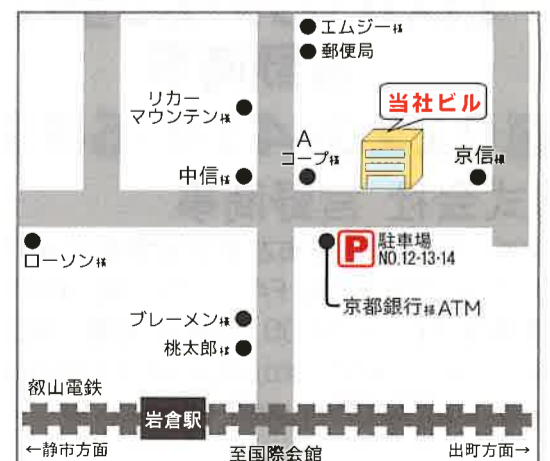 エムジー様
郵便局
リカー
マウンテン様
当社ビル
A
コープ様
京信様
中信様
ローソン様
P
駐車場
NO.12・13・14
京都銀行様ATM
ブレーメン様
桃太郎様
叡山電鉄
岩倉駅
←静市方面
至国際会館
出町方面→